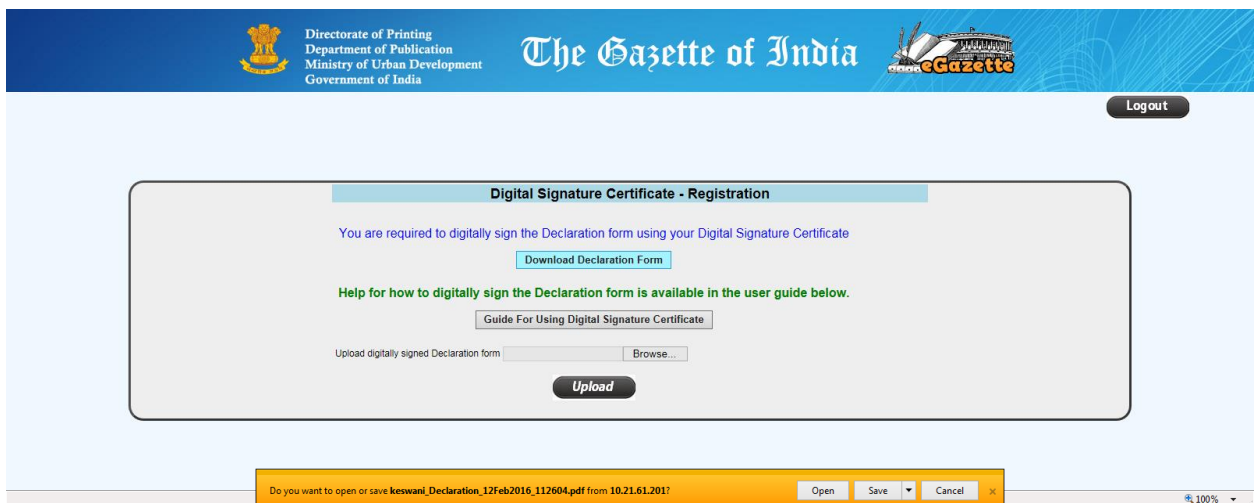 Directorate of Printing
Department of Publication
Ministry of Urban Development
Government of India
The Gazette of India
eGazette
Logout
Digital Signature Certificate - Registration
You are required to digitally sign the Declaration form using your Digital Signature Certificate
Download Declaration Form
Help for how to digitally sign the Declaration form is available in the user guide below.
Guide For Using Digital Signature Certificate
Upload digitally signed Declaration form Browse...
Upload
Do you want to open or save keswani_Declaration_12Feb2016_112604.pdf from 10.21.61.201? Open Save Cancel ×
100%